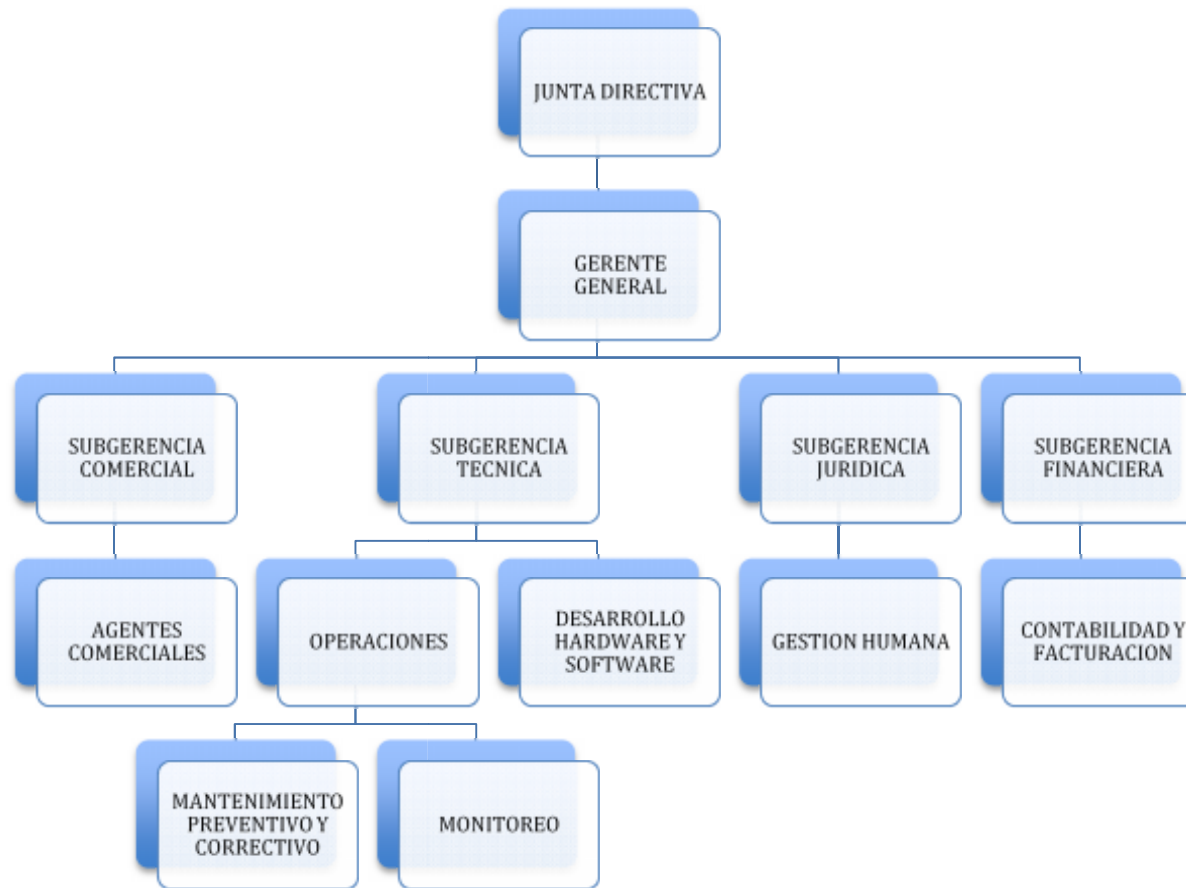 JUNTA DIRECTIVA
GERENTE
GENERAL
SUBGERENCIA
COMERCIAL
SUBGERENCIA
TECNICA
SUBGERENCIA
JURIDICA
SUBGERENCIA
FINANCIERA
AGENTES
COMERCIALES
OPERACIONES
DESARROLLO
HARDWARE Y
SOFTWARE
GESTION HUMANA
CONTABILIDAD Y
FACTURACION
MANTENIMIENTO
PREVENTIVO Y
CORRECTIVO
MONITOREO